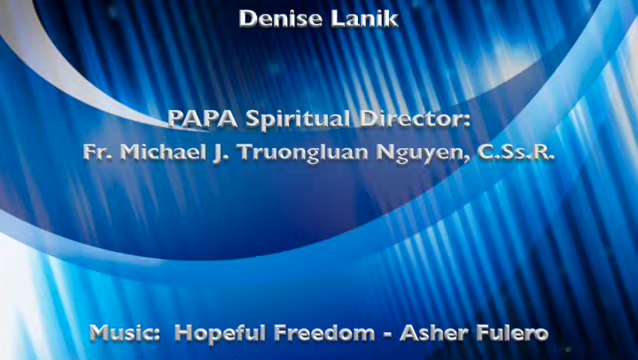 Denise Lanik
PAPA Spiritual Director:
Fr. Michael J. Truongluan Nguyen, C.Ss.R.
Music: Hopeful Freedom - Asher Fulero